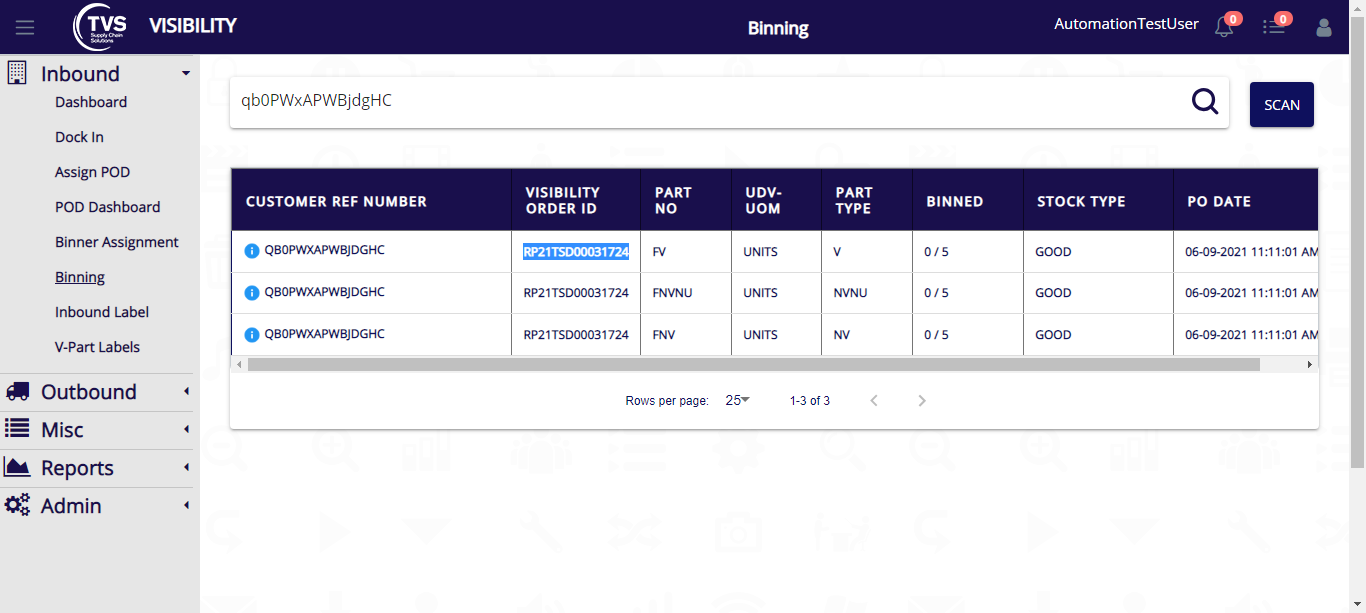 TVS
Supply Chain
Solutions
VISIBILITY
Binning
AutomationTestUser
0
0
Inbound
Dashboard
Dock In
Assign POD
POD Dashboard
Binner Assignment
Binning
Inbound Label
V-Part Labels
Outbound
Misc
Reports
Admin
qb0PWxAPWBjdgHC
SCAN
CUSTOMER REF NUMBER VISIBILITY ORDER ID PART NO UDV-UOM PART TYPE BINNED STOCK TYPE PO DATE
QB0PWXAPWBJDGHC RP21TSD00031724 FV UNITS V 0 / 5 GOOD 06-09-2021 11:11:01 AM
QB0PWXAPWBJDGHC RP21TSD00031724 FNVNU UNITS NVNU 0 / 5 GOOD 06-09-2021 11:11:01 AM
QB0PWXAPWBJDGHC RP21TSD00031724 FNV UNITS NV 0 / 5 GOOD 06-09-2021 11:11:01 AM
Rows per page: 25 1-3 of 3